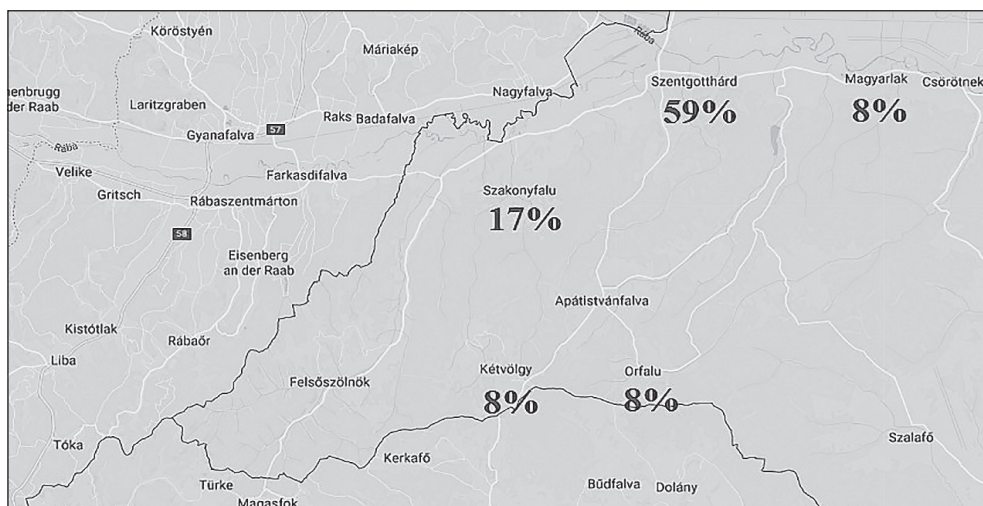 Köröstyén
Rába
Máriakép
Szentgotthárd
Magyarlak
Csörötnek
59%
8%
nenbrugg
der Raab
Laritzgraben
Nagyfalva
Raks
Badafalva
57
Gyanafalva
Rába
Velike
Gritsch
Farkasdifalva
Rábaszentmárton
Szakonyfalu
17%
58
Eisenberg
an der Raab
Apátistvánfalva
Kistótlak
Rábaőr
Liba
Felsőszölnök
Kétvölgy
8%
Orfalu
8%
Tóka
Szalafő
Kerkafő
Türke
Magasfok
Bűdfalva
Dolány